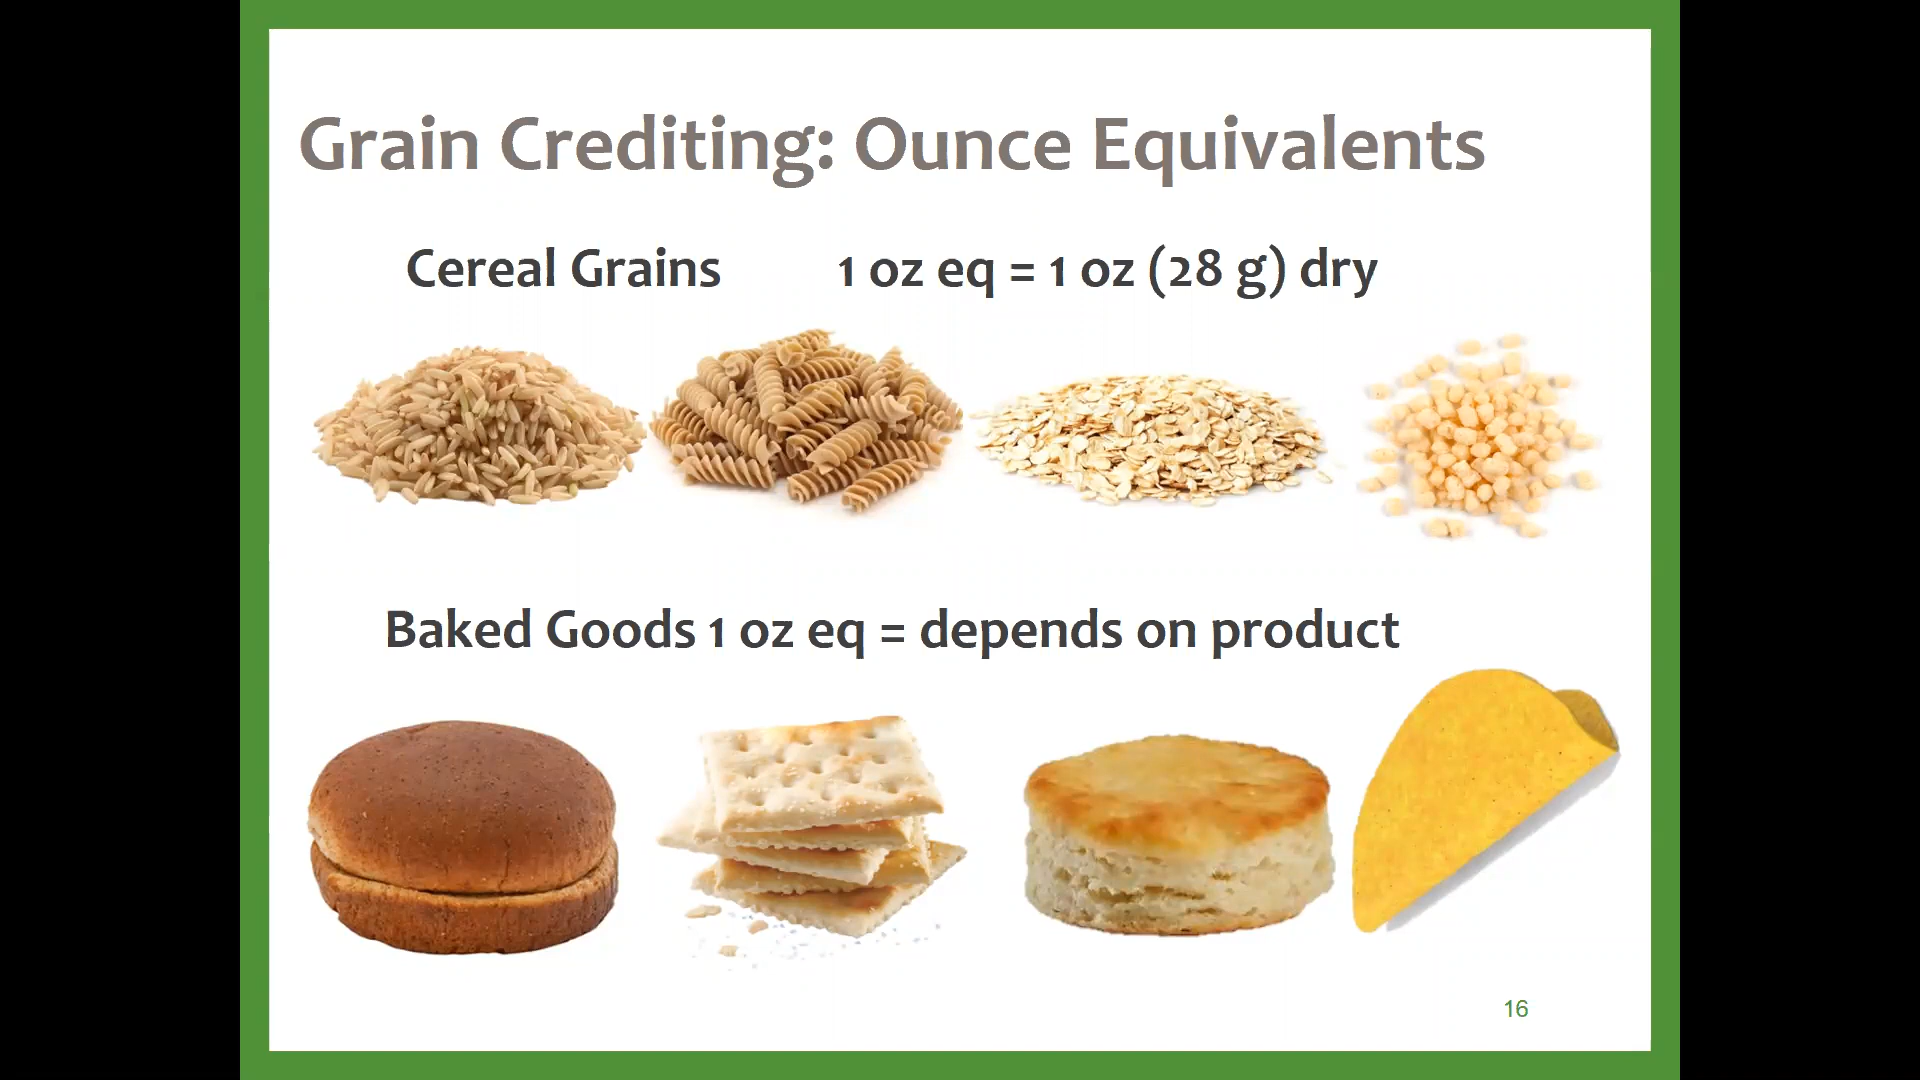 Grain Crediting: Ounce Equivalents
Cereal Grains 1 oz eq = 1 oz (28 g) dry
Baked Goods 1 oz eq = depends on product
16